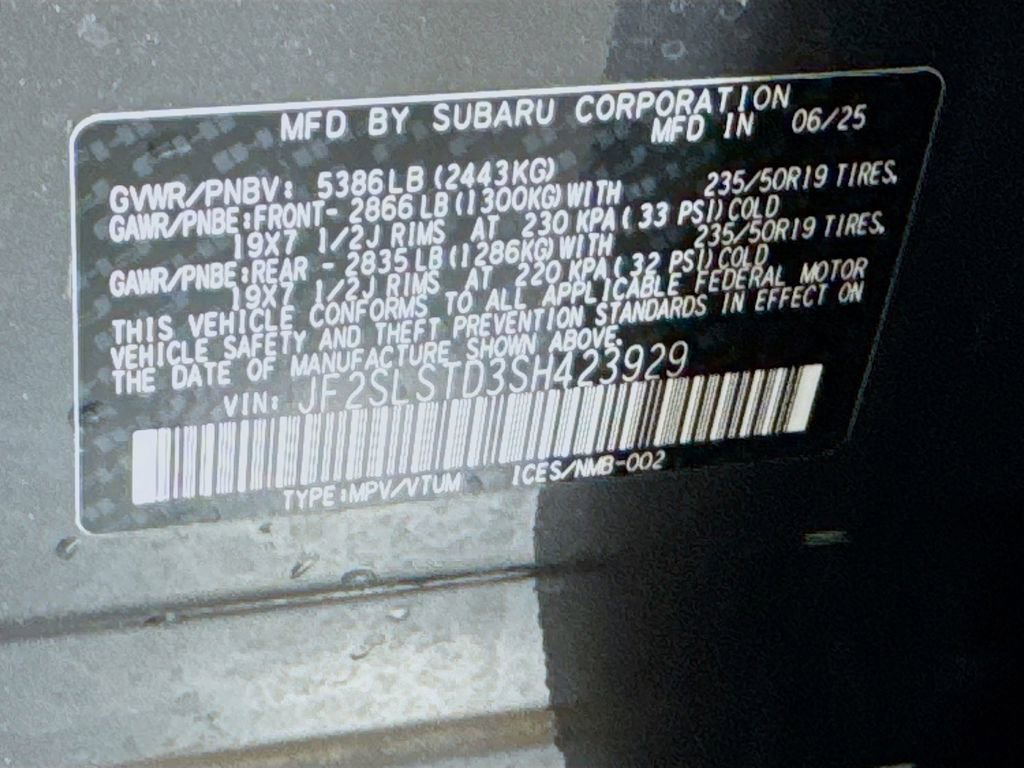 MFD BY SUBARU CORPORATION
MFD IN 06/25
GVWR/PNBV: 5386LB (2443KG)
GAWR/PNBE:FRONT- 2866LB(1300KG)WITH 235/50R19 TIRES,
19X7 1/2J RIMS AT 230 KPA( 33 PSI)COLD
GAWR/PNBE:REAR - 2835LB(1286KG)WITH 235/50R19 TIRES,
19X7 1/2J RIMS AT 220 KPA( 32 PSI)COLD
THIS VEHICLE CONFORMS TO ALL APPLICABLE FEDERAL MOTOR
VEHICLE SAFETY AND THEFT PREVENTION STANDARDS IN EFFECT ON
THE DATE OF MANUFACTURE SHOWN ABOVE.
VIN: JF2SLSTD3SH423929
TYPE:MPV/VTUM ICES/NMB-002